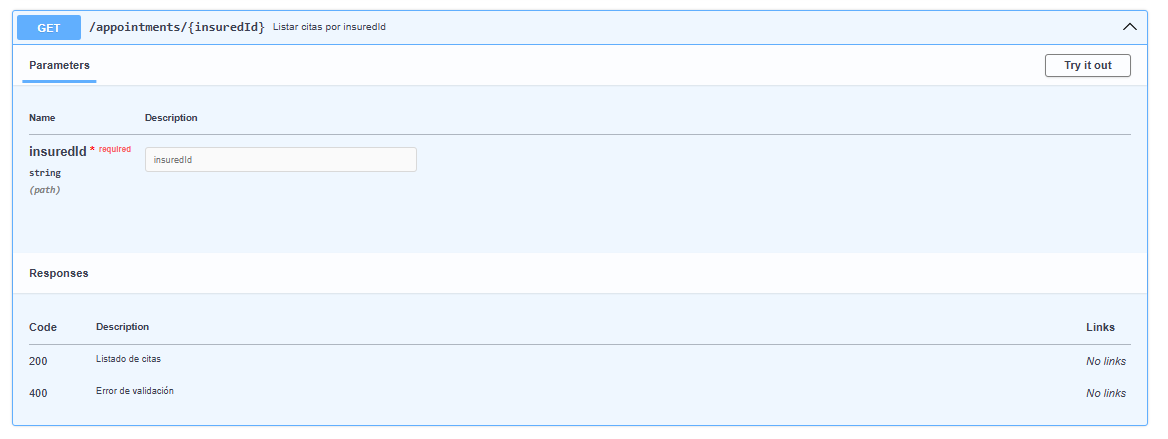 GET /appointments/{insuredId} Listar citas por insuredId
Parameters Try it out
Name Description
insuredId * required insuredId
string
(path)
Responses
Code Description Links
200 Listado de citas No links
400 Error de validación No links